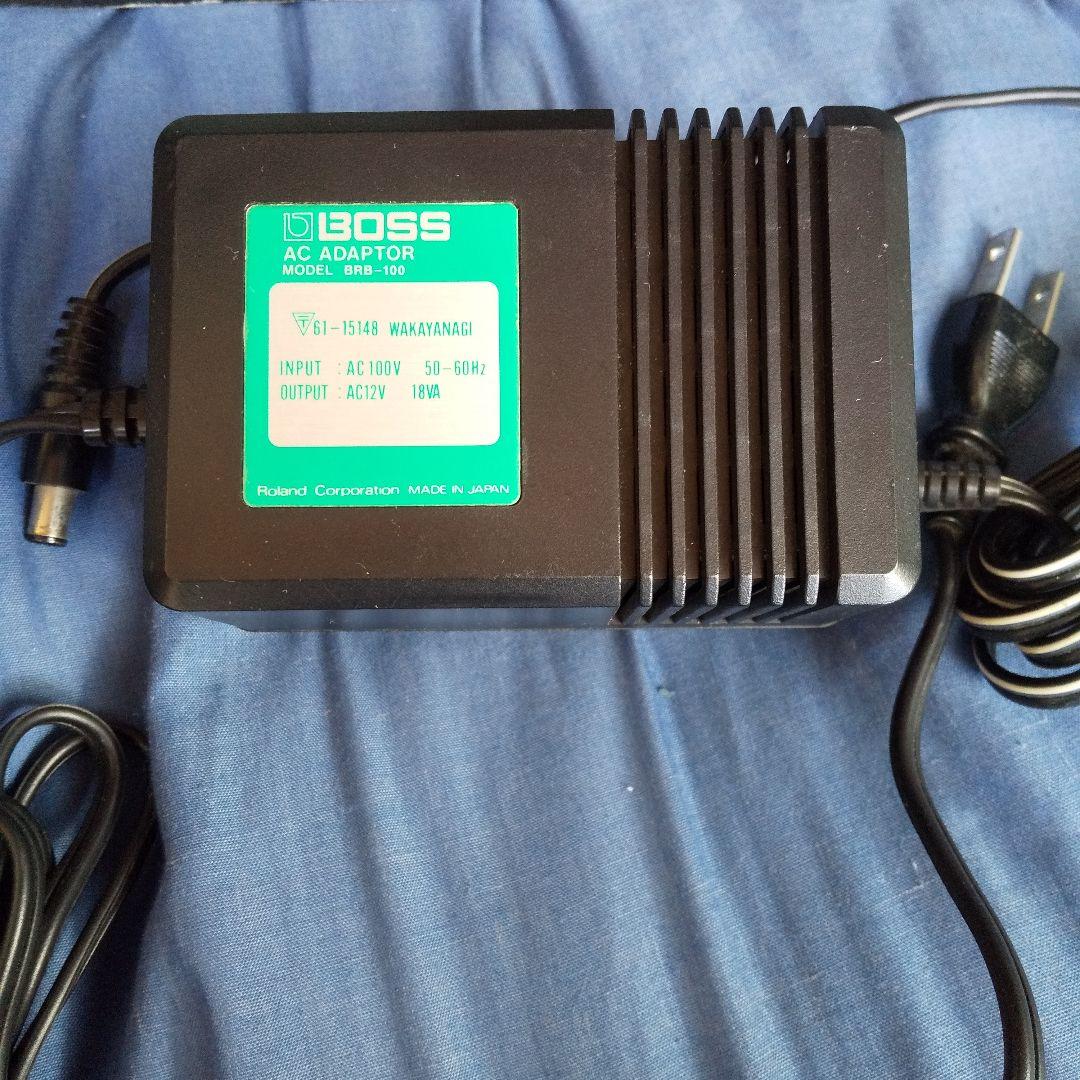 BOSS
AC ADAPTOR
MODEL BRB-100
T 61-15148 WAKAYANAGI
INPUT : AC100V 50-60Hz
OUTPUT : AC12V 18VA
Roland Corporation MADE IN JAPAN